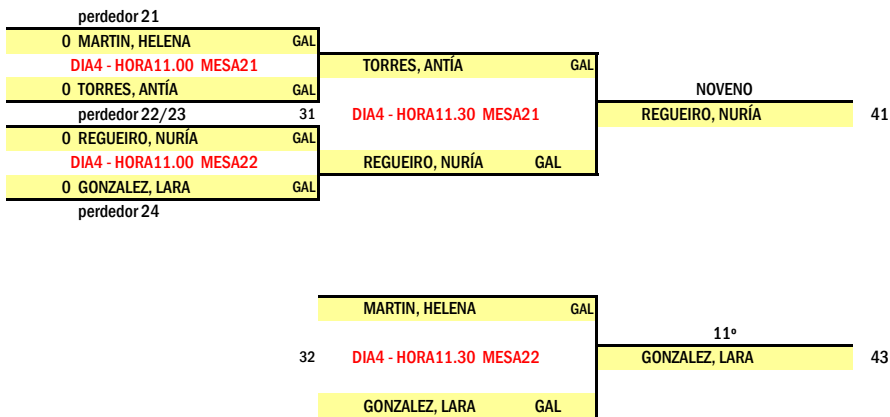 perdedor 21
0 MARTIN, HELENA GAL
DIA4 - HORA11.00 MESA21
TORRES, ANTÍA GAL
0 TORRES, ANTÍA GAL
NOVENO
perdedor 22/23 31 DIA4 - HORA11.30 MESA21 REGUEIRO, NURÍA 41
0 REGUEIRO, NURÍA GAL
DIA4 - HORA11.00 MESA22
REGUEIRO, NURÍA GAL
0 GONZALEZ, LARA GAL
perdedor 24
MARTIN, HELENA GAL
11º
32 DIA4 - HORA11.30 MESA22 GONZALEZ, LARA 43
GONZALEZ, LARA GAL